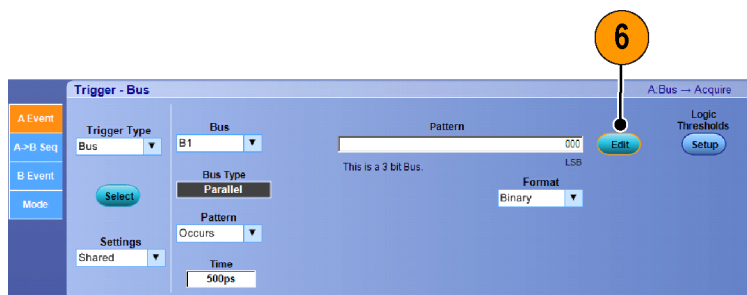 6
Trigger - Bus
A:Bus → Acquire
A Event
A->B Seq
B Event
Mode
Trigger Type
Bus
Select
Settings
Shared
Bus
B1
Bus Type
Parallel
Pattern
Occurs
Time
500ps
Pattern
000
Edit
This is a 3 bit Bus.
LSB
Format
Binary
Logic
Thresholds
Setup